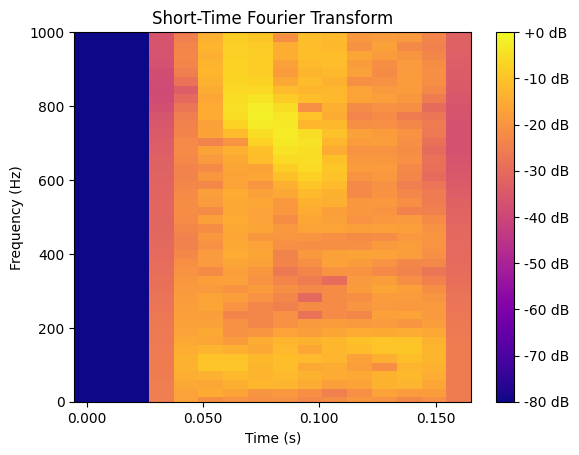 Short-Time Fourier Transform
1000
800
600
400
200
0
Frequency (Hz)
0.000
0.050
0.100
0.150
Time (s)
+0 dB
-10 dB
-20 dB
-30 dB
-40 dB
-50 dB
-60 dB
-70 dB
-80 dB